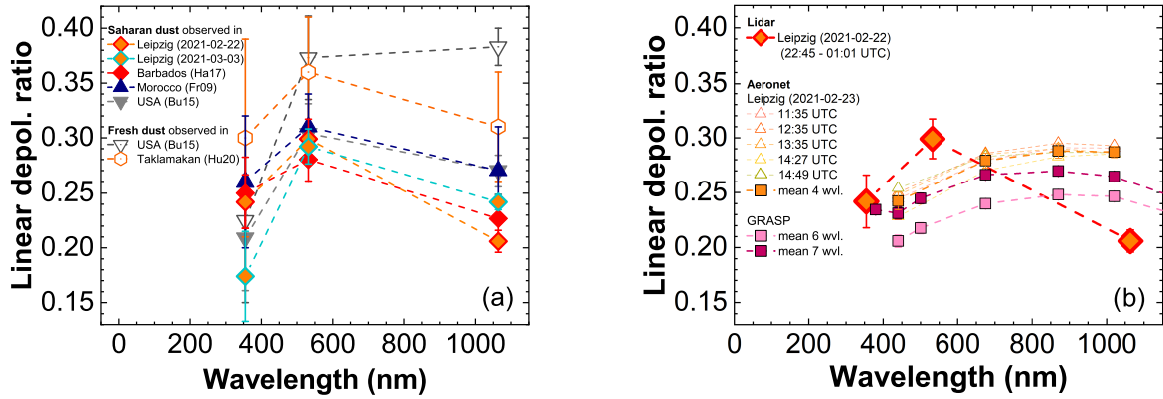 0.40
0.35
0.30
0.25
0.20
0.15
Linear depol. ratio
Saharan dust observed in
Leipzig (2021-02-22)
Leipzig (2021-03-03)
Barbados (Ha17)
Morocco (Fr09)
USA (Bu15)
Fresh dust observed in
USA (Bu15)
Taklamakan (Hu20)
(a)
0 200 400 600 800 1000
Wavelength (nm)
0.40
0.35
0.30
0.25
0.20
0.15
Linear depol. ratio
Lidar
Leipzig (2021-02-22)
(22:45 - 01:01 UTC)
Aeronet
Leipzig (2021-02-23)
11:35 UTC
12:35 UTC
13:35 UTC
14:27 UTC
14:49 UTC
mean 4 wvl.
GRASP
mean 6 wvl.
mean 7 wvl.
(b)
0 200 400 600 800 1000
Wavelength (nm)